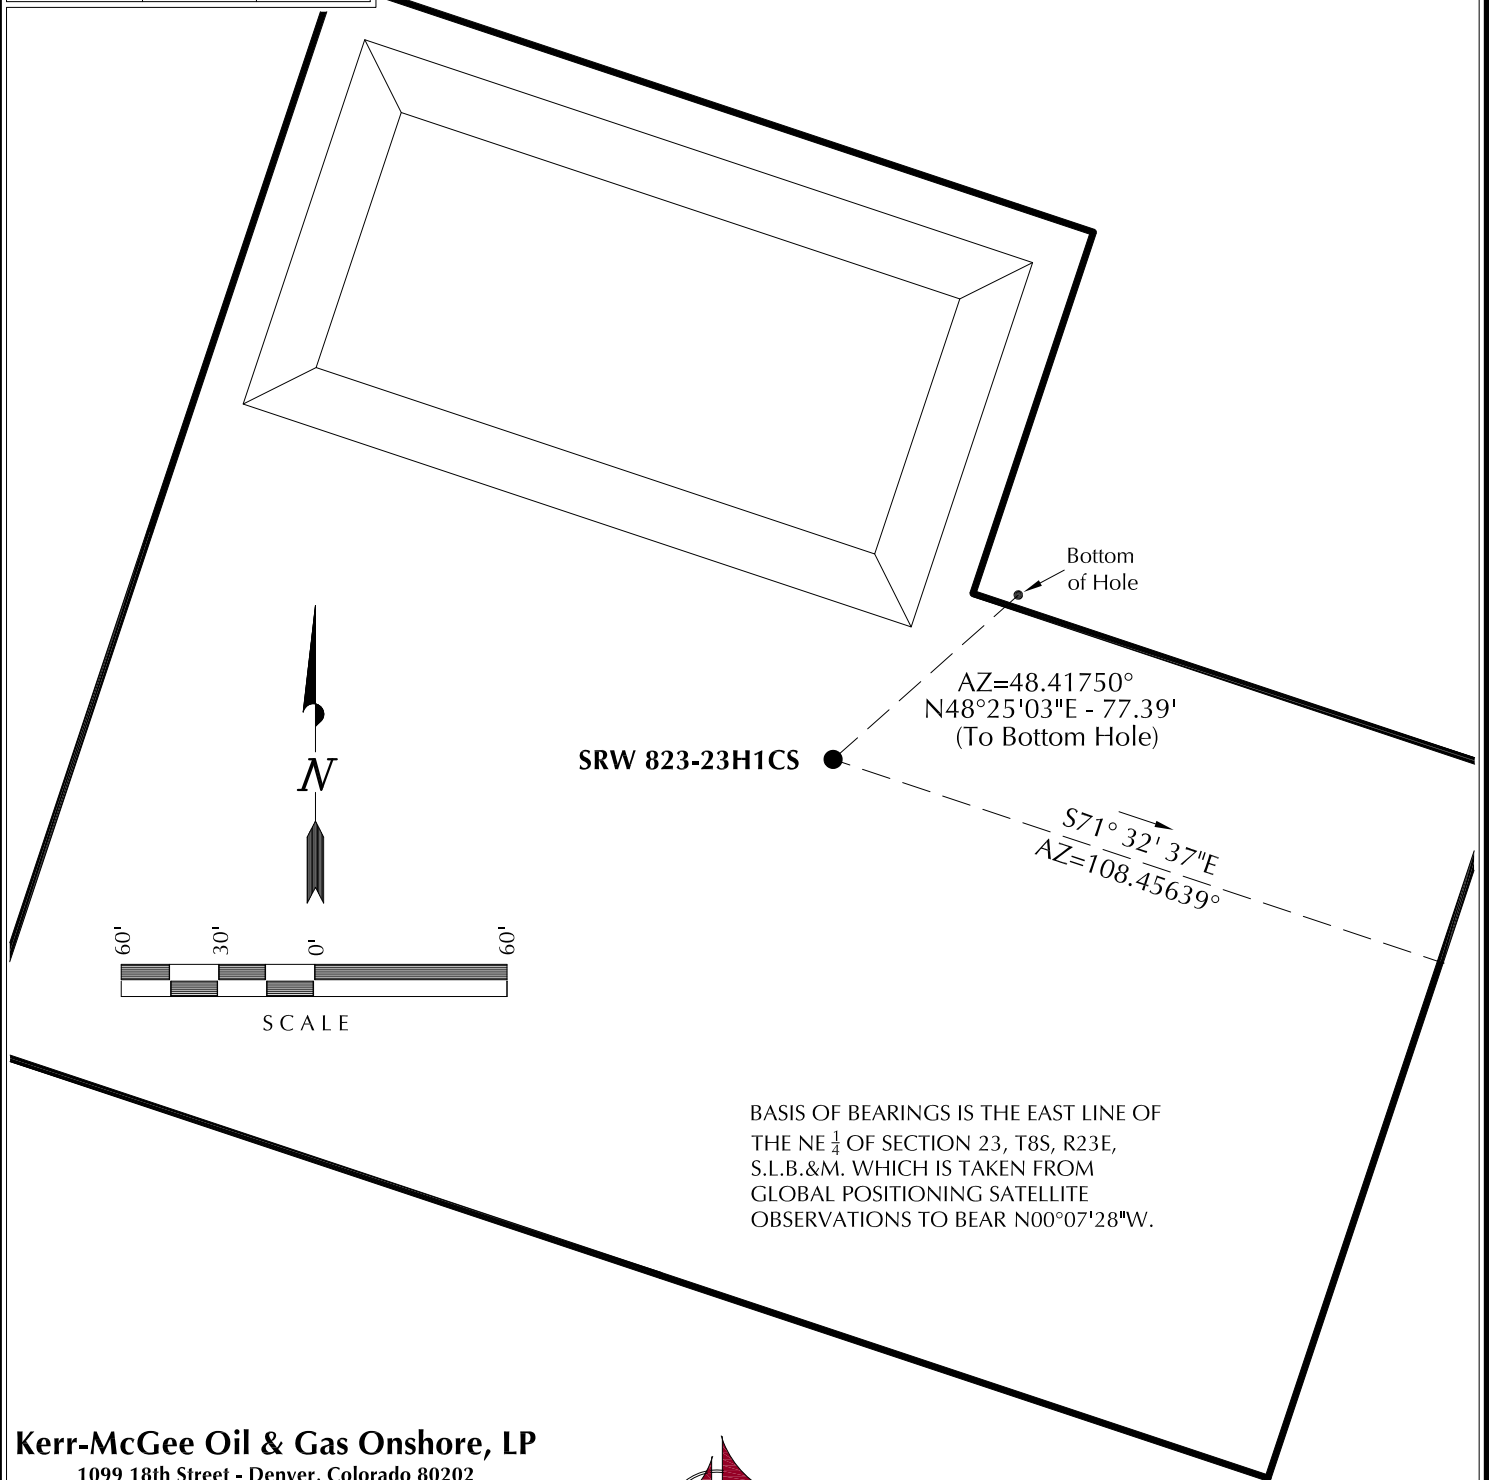 Bottom
of Hole
AZ=48.41750°
N48°25'03"E - 77.39'
(To Bottom Hole)
SRW 823-23H1CS
N
S71° 32' 37"E
AZ=108.45639°
60' 30' 0' 60'
SCALE
BASIS OF BEARINGS IS THE EAST LINE OF
THE NE 1/4 OF SECTION 23, T8S, R23E,
S.L.B.&M. WHICH IS TAKEN FROM
GLOBAL POSITIONING SATELLITE
OBSERVATIONS TO BEAR N00°07'28"W.
Kerr-McGee Oil & Gas Onshore, LP
1099 18th Street - Denver, Colorado 80202